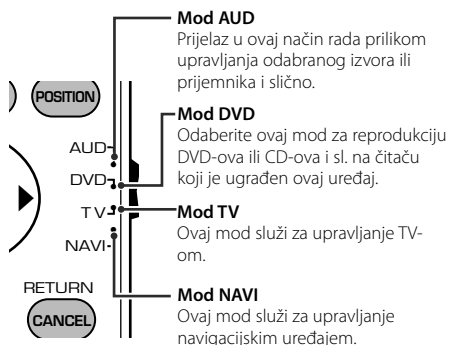 Mod AUD
Prijelaz u ovaj način rada prilikom
upravljanja odabranog izvora ili
prijemnika i slično.
POSITION
Mod DVD
Odaberite ovaj mod za reprodukciju
DVD-ova ili CD-ova i sl. na čitaču
koji je ugrađen ovaj uređaj.
AUD
DVD
TV
NAVI
Mod TV
Ovaj mod služi za upravljanje TV-
om.
RETURN
CANCEL
Mod NAVI
Ovaj mod služi za upravljanje
navigacijskim uređajem.